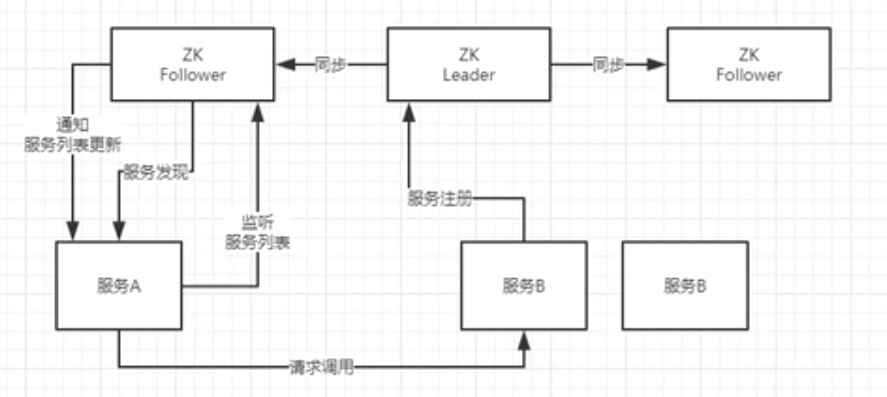 ZK
Follower
同步
ZK
Leader
同步
ZK
Follower
通知
服务列表更新
服务发现
监听
服务列表
服务注册
服务A
服务B
服务B
请求调用